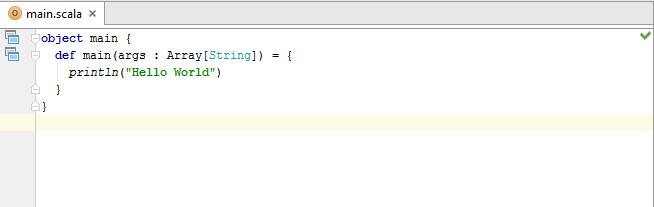 main.scala
object main {
  def main(args : Array[String]) = {
    println("Hello World")
  }
}